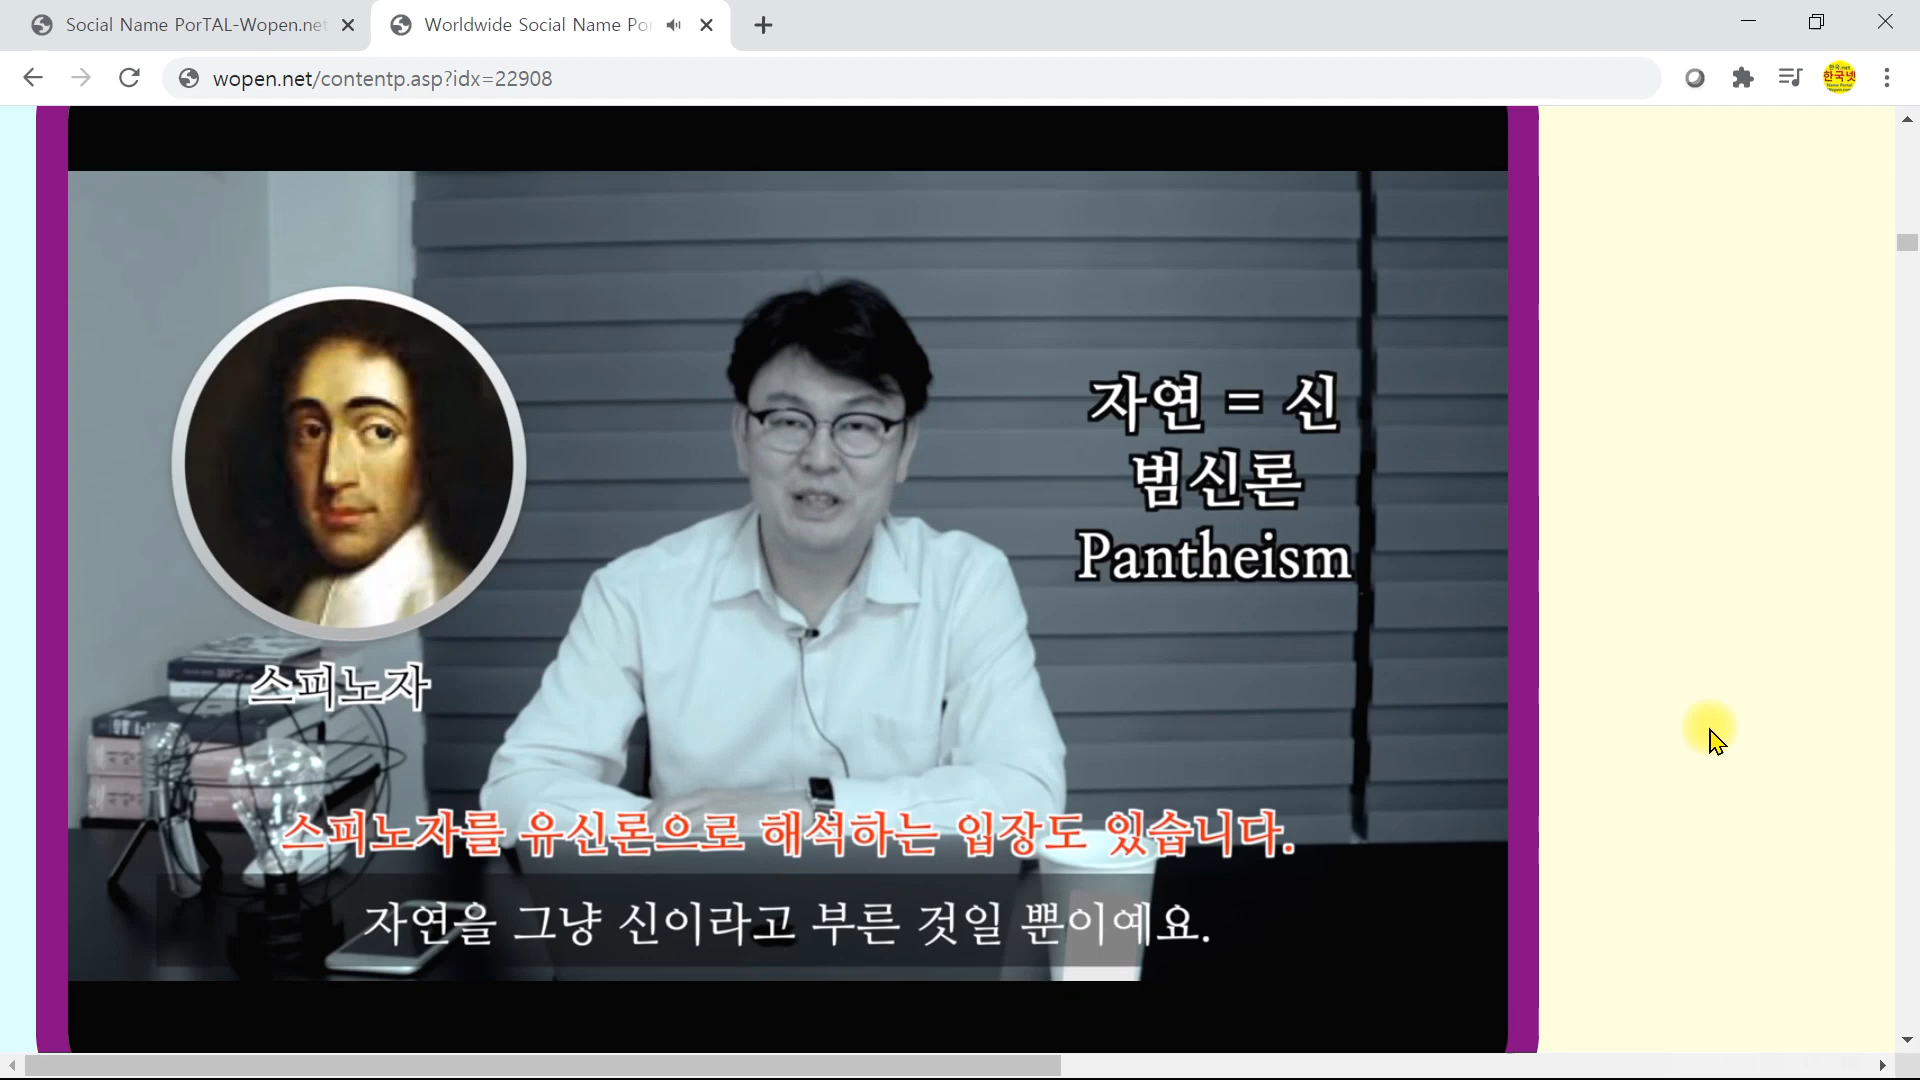 Social Name PorTAL-Wopen.net
Worldwide Social Name Po
wopen.net/contentp.asp?idx=22908
한국넷
자연 = 신
범신론
Pantheism
스피노자
스피노자를 유신론으로 해석하는 입장도 있습니다.
자연을 그냥 신이라고 부른 것일 뿐이예요.